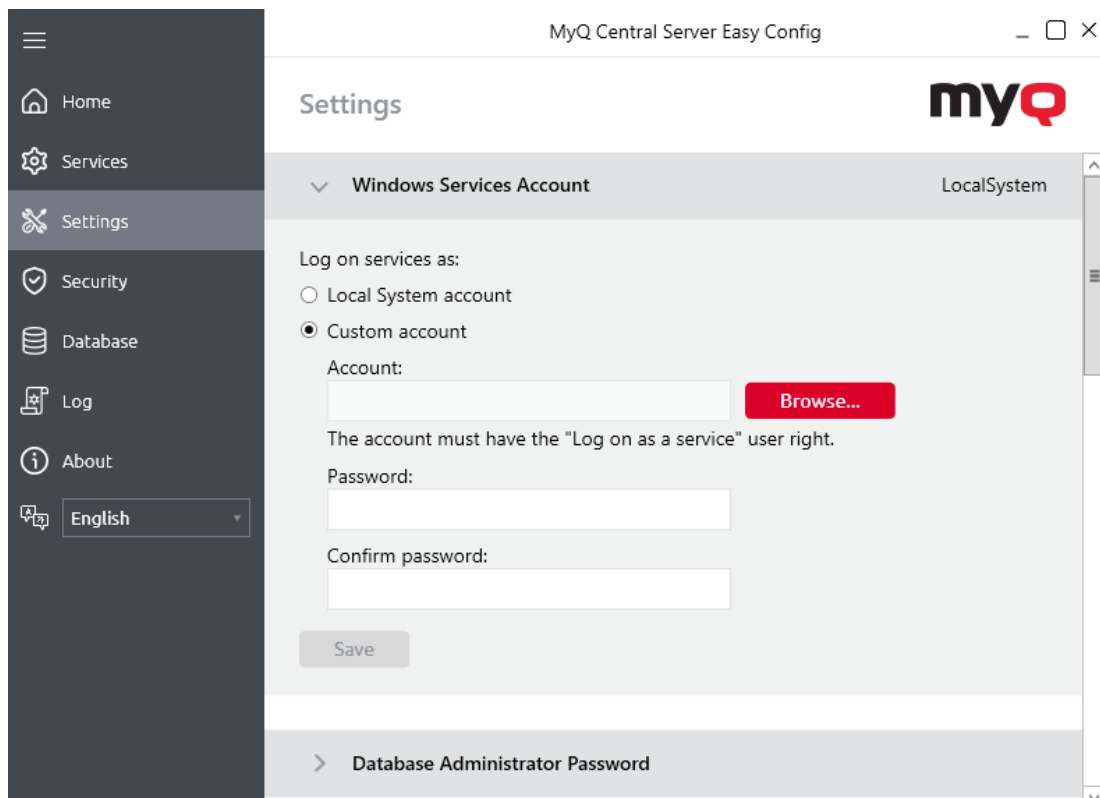 MyQ Central Server Easy Config
Home
Services
Settings
Security
Database
Log
About
English
Settings
myQ
Windows Services Account
LocalSystem
Log on services as:
Local System account
Custom account
Account:
Browse...
The account must have the "Log on as a service" user right.
Password:
Confirm password:
Save
Database Administrator Password